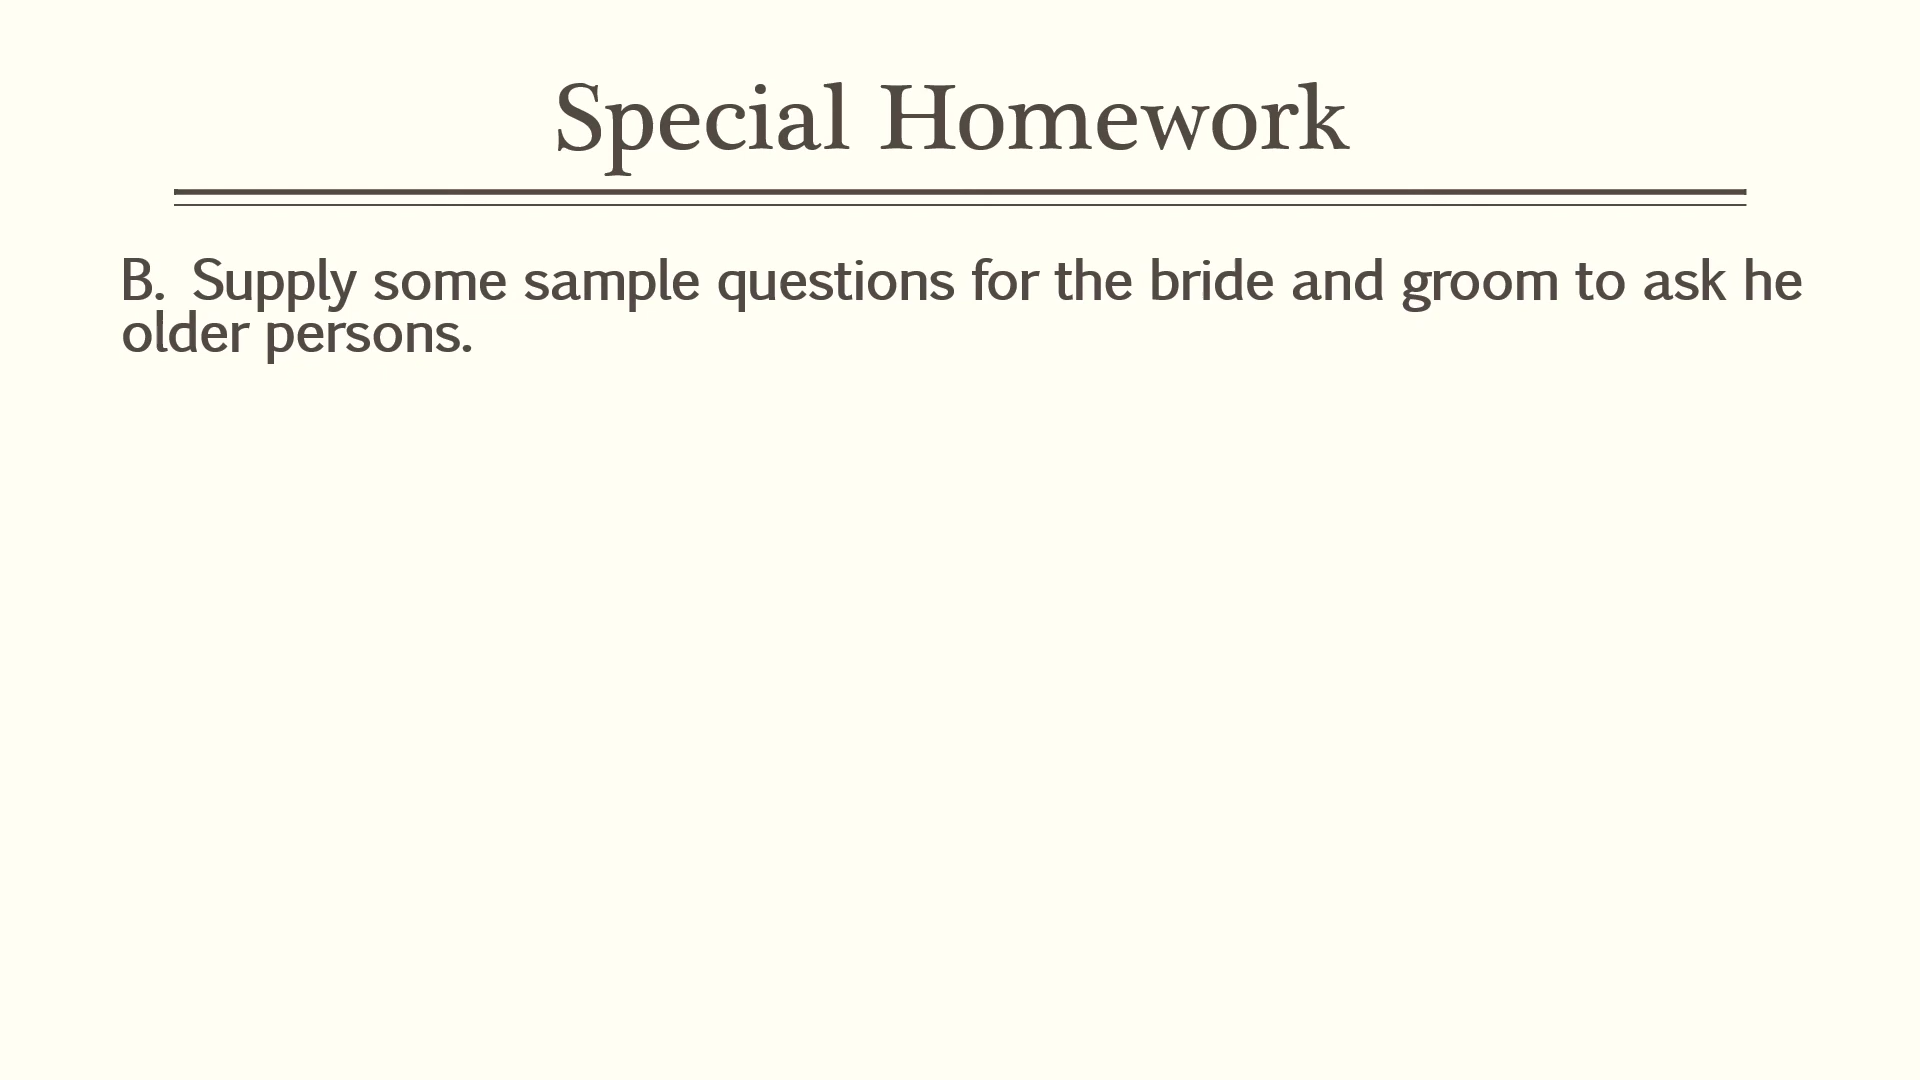 Special Homework
B.  Supply some sample questions for the bride and groom to ask he
older persons.